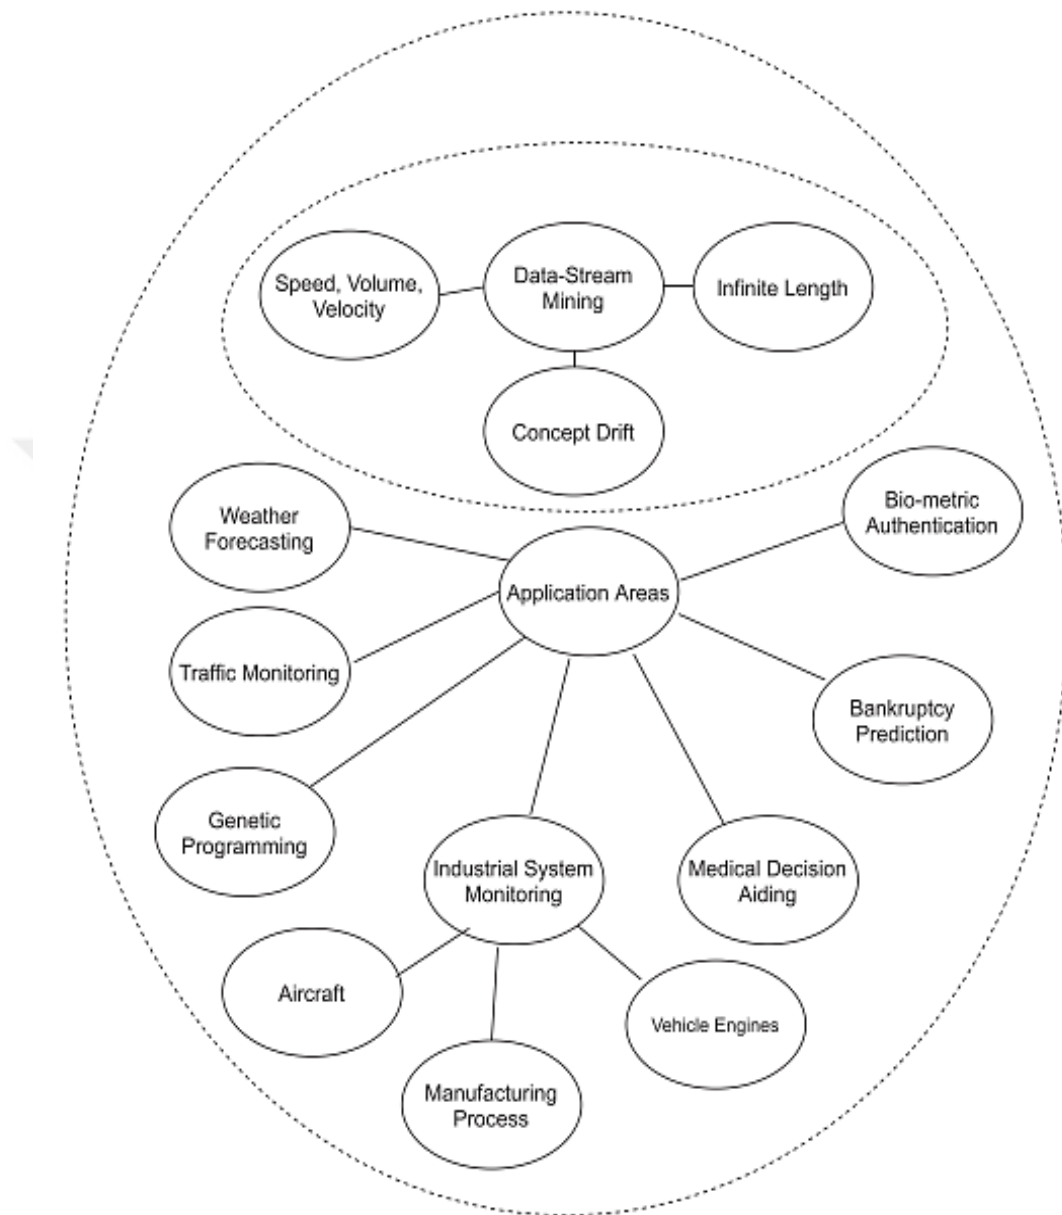 Speed, Volume,
Velocity
Data-Stream
Mining
Infinite Length
Concept Drift
Weather
Forecasting
Bio-metric
Authentication
Application Areas
Traffic Monitoring
Bankruptcy
Prediction
Genetic
Programming
Industrial System
Monitoring
Medical Decision
Aiding
Aircraft
Vehicle Engines
Manufacturing
Process